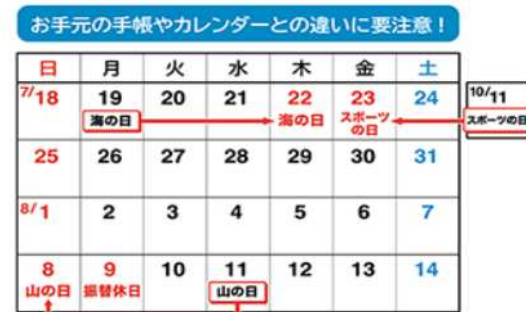 お手元の手帳やカレンダーとの違いに要注意！
日 月 火 水 木 金 土
7/18 19 20 21 22 23 24 10/11
海の日 海の日 スポーツの日 スポーツの日
25 26 27 28 29 30 31
8/1 2 3 4 5 6 7
8 9 10 11 12 13 14
山の日 振替休日 山の日